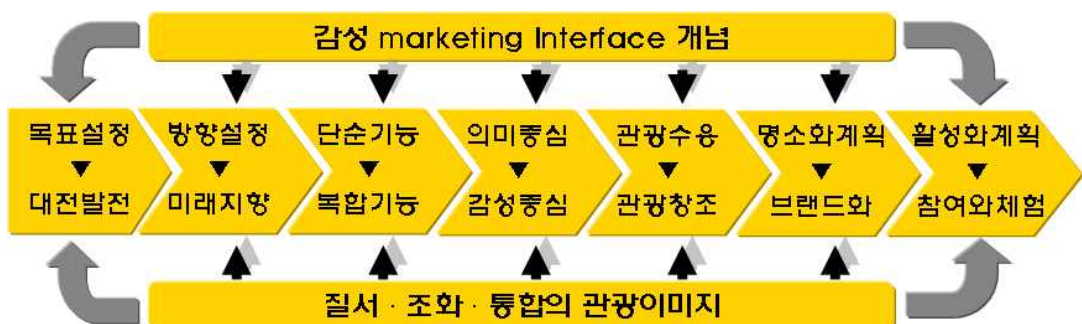 감성 marketing Interface 개념
목표설정 방향설정 단순기능 의미중심 관광수용 명소화계획 활성화계획
대전발전 미래지향 복합기능 감성중심 관광창조 브랜드화 참여와체험
질서 · 조화 · 통합의 관광이미지